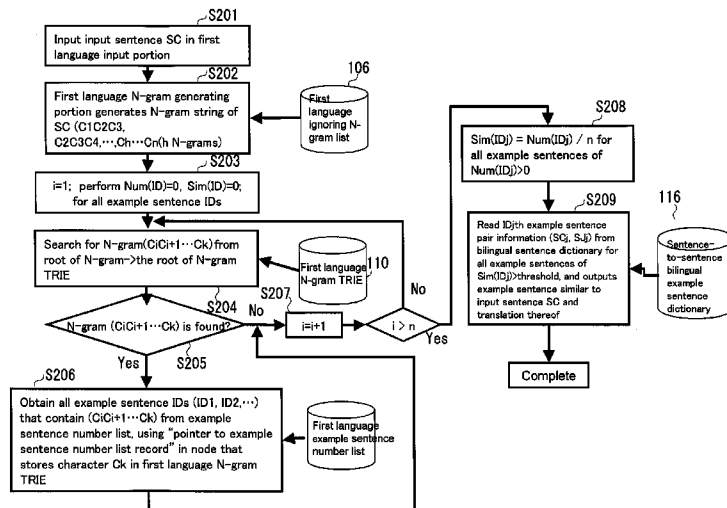 S201
Input input sentence SC in first
language input portion
S202
First language N-gram generating
portion generates N-gram string of
SC (C1C2C3,
C2C3C4,･･･,Ch･･･Cn(h N-grams)
106
First
language
ignoring N-
gram list
S203
i=1; perform Num(ID)=0, Sim(ID)=0;
for all example sentence IDs
Search for N-gram(CiCi+1･･･Ck)from
root of N-gram->the root of N-gram
TRIE
S204
First language
N-gram TRIE
110
N-gram (CiCi+1･･･Ck) is found?
S205
No
Yes
S207
i=i+1
i > n
No
Yes
S206
Obtain all example sentence IDs (ID1, ID2,･･･)
that contain (CiCi+1･･･Ck) from example
sentence number list, using "pointer to example
sentence number list record" in node that
stores character Ck in first language N-gram
TRIE
First language
example sentence
number list
S208
Sim(IDj) = Num(IDj) / n for
all example sentences of
Num(IDj)>0
S209
Read IDjth example sentence
pair information (SCj, SJj) from
bilingual sentence dictionary for
all example sentences of
Sim(IDj)>threshold, and outputs
example sentence similar to
input sentence SC and
translation thereof
116
Sentence-
to-sentence
bilingual
example
sentence
dictionary
Complete